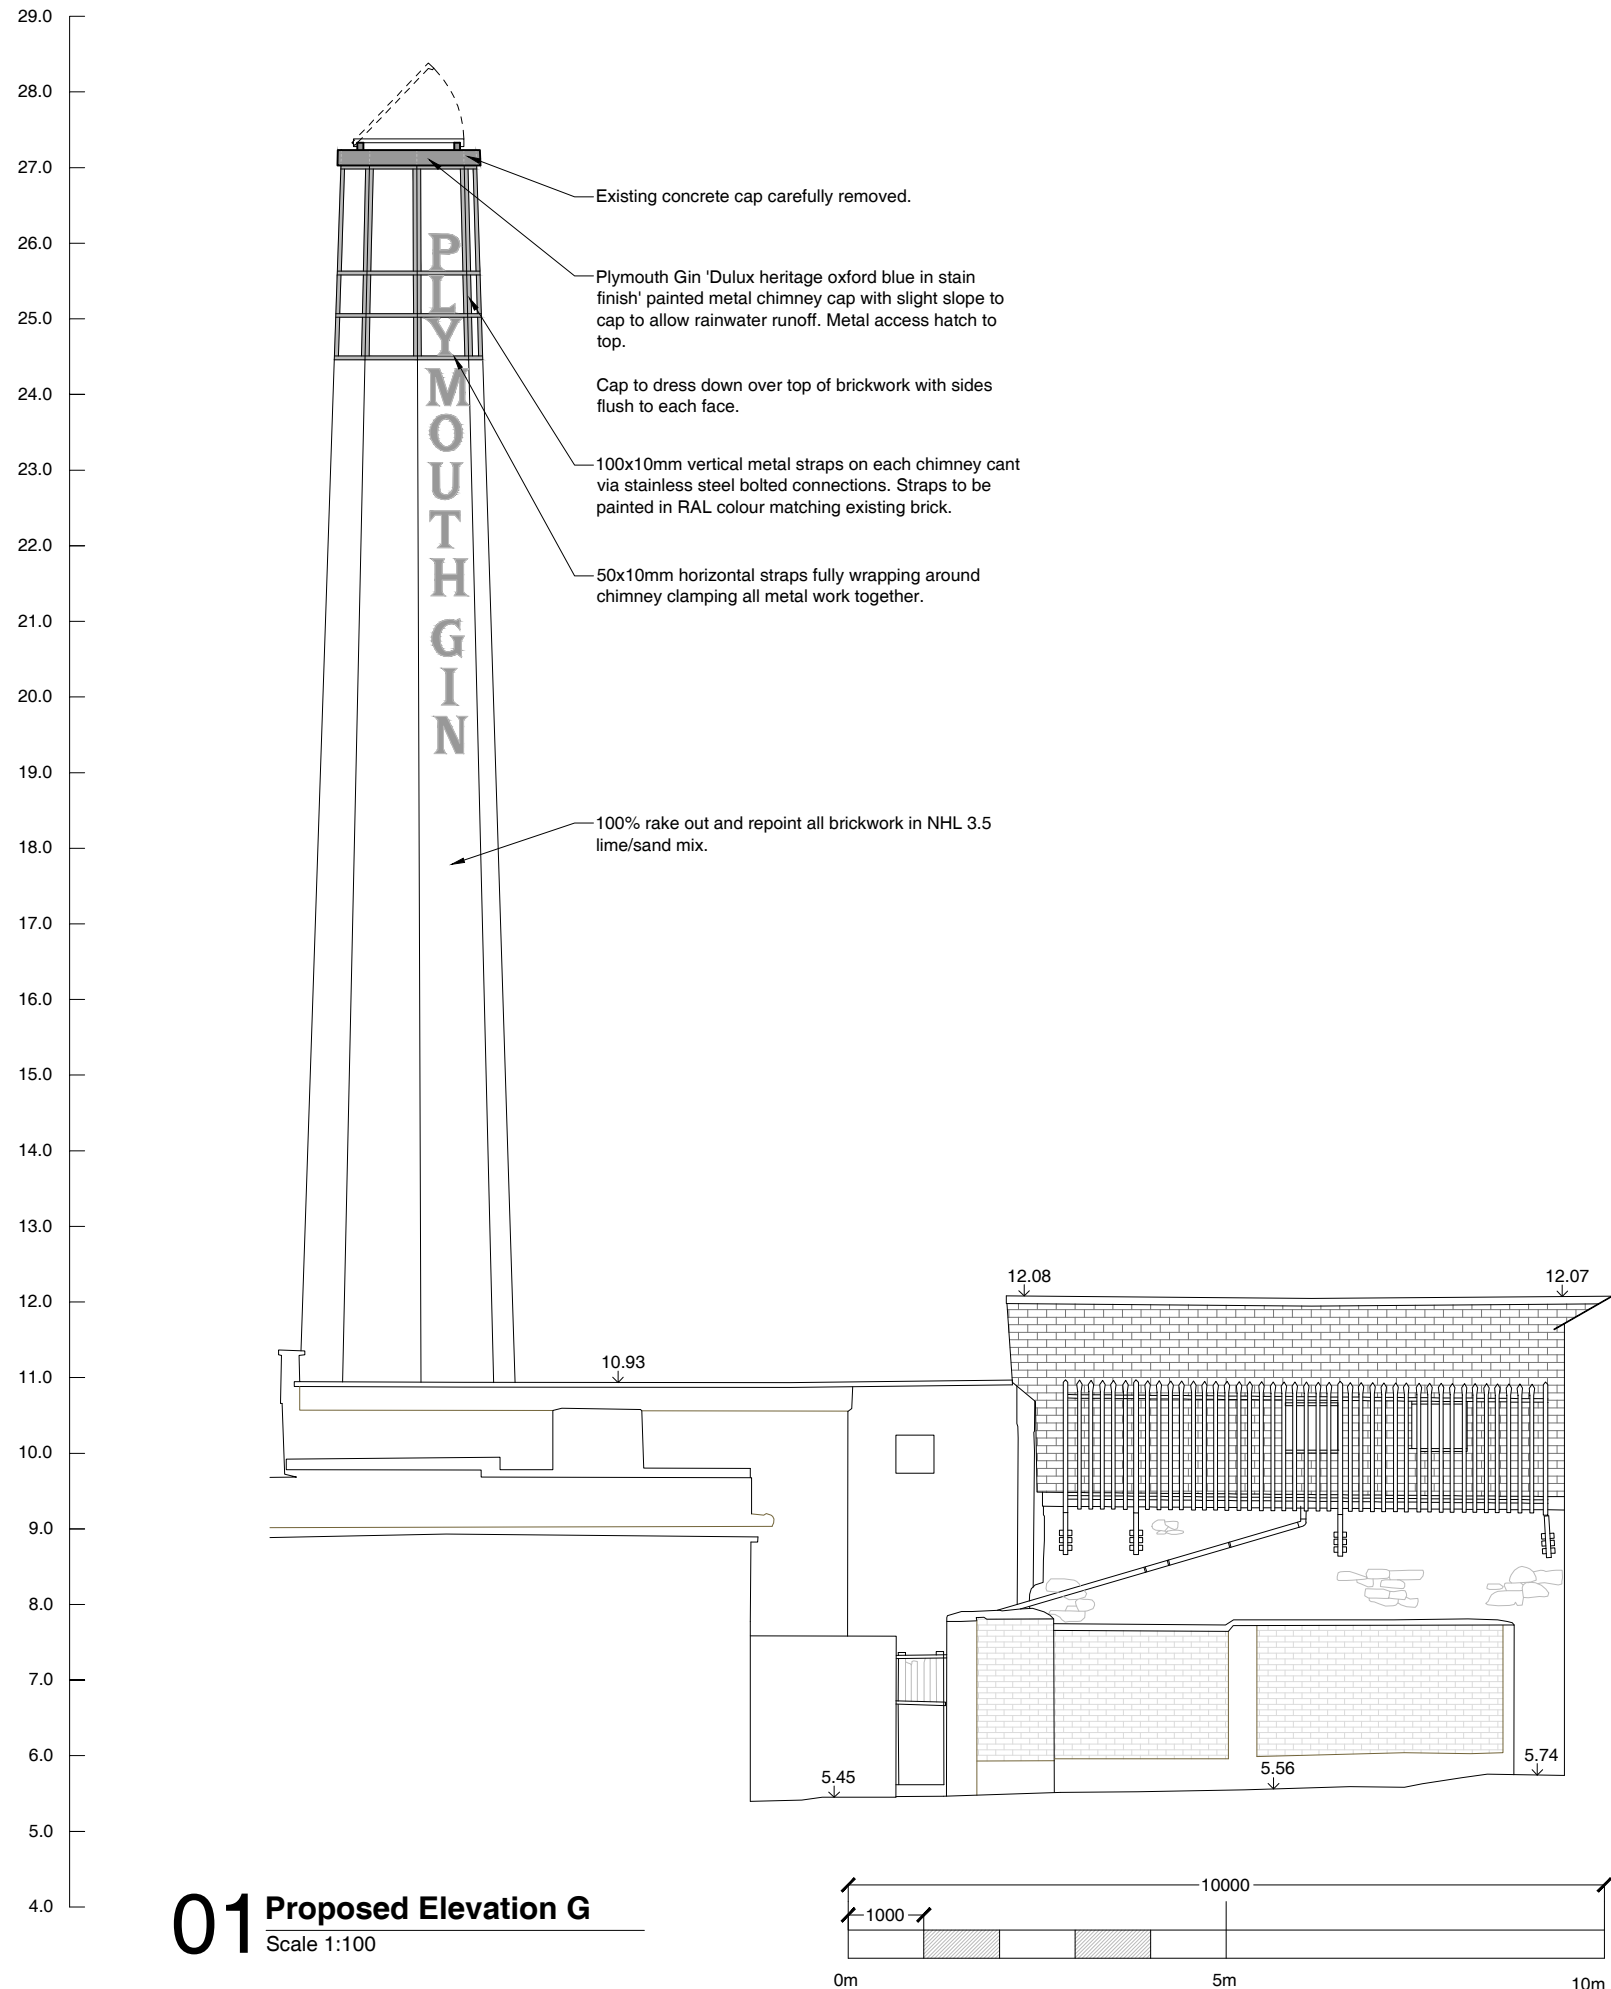 29.0
28.0
27.0
26.0
25.0
24.0
23.0
22.0
21.0
20.0
19.0
18.0
17.0
16.0
15.0
14.0
13.0
12.0
11.0
10.0
9.0
8.0
7.0
6.0
5.0
4.0
PLYMOUTH GIN
Existing concrete cap carefully removed.
Plymouth Gin 'Dulux heritage oxford blue in stain
finish' painted metal chimney cap with slight slope to
cap to allow rainwater runoff. Metal access hatch to
top.
Cap to dress down over top of brickwork with sides
flush to each face.
100x10mm vertical metal straps on each chimney cant
via stainless steel bolted connections. Straps to be
painted in RAL colour matching existing brick.
50x10mm horizontal straps fully wrapping around
chimney clamping all metal work together.
100% rake out and repoint all brickwork in NHL 3.5
lime/sand mix.
12.08
12.07
10.93
5.45
5.56
5.74
01 Proposed Elevation G
Scale 1:100
10000
1000
0m
5m
10m